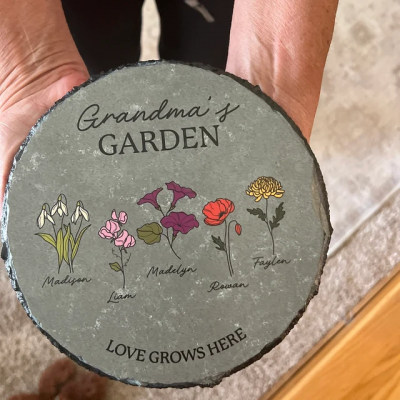 Grandma's
GARDEN
Madison
Liam
Madelyn
Rowan
Faylen
LOVE GROWS HERE